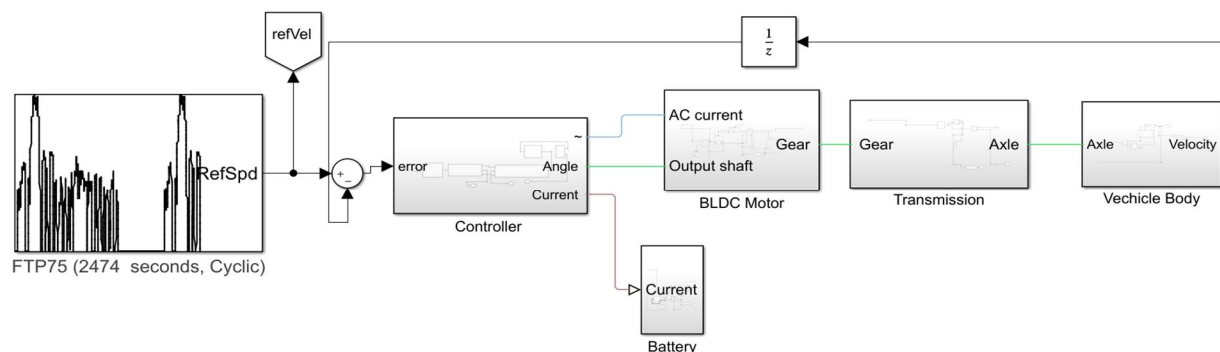 refVel
1
z
RefSpd
FTP75 (2474 seconds, Cyclic)
+
−
error
~
Angle
Current
Controller
AC current
Output shaft
Gear
BLDC Motor
Gear
Axle
Transmission
Axle
Velocity
Vechicle Body
Current
Battery